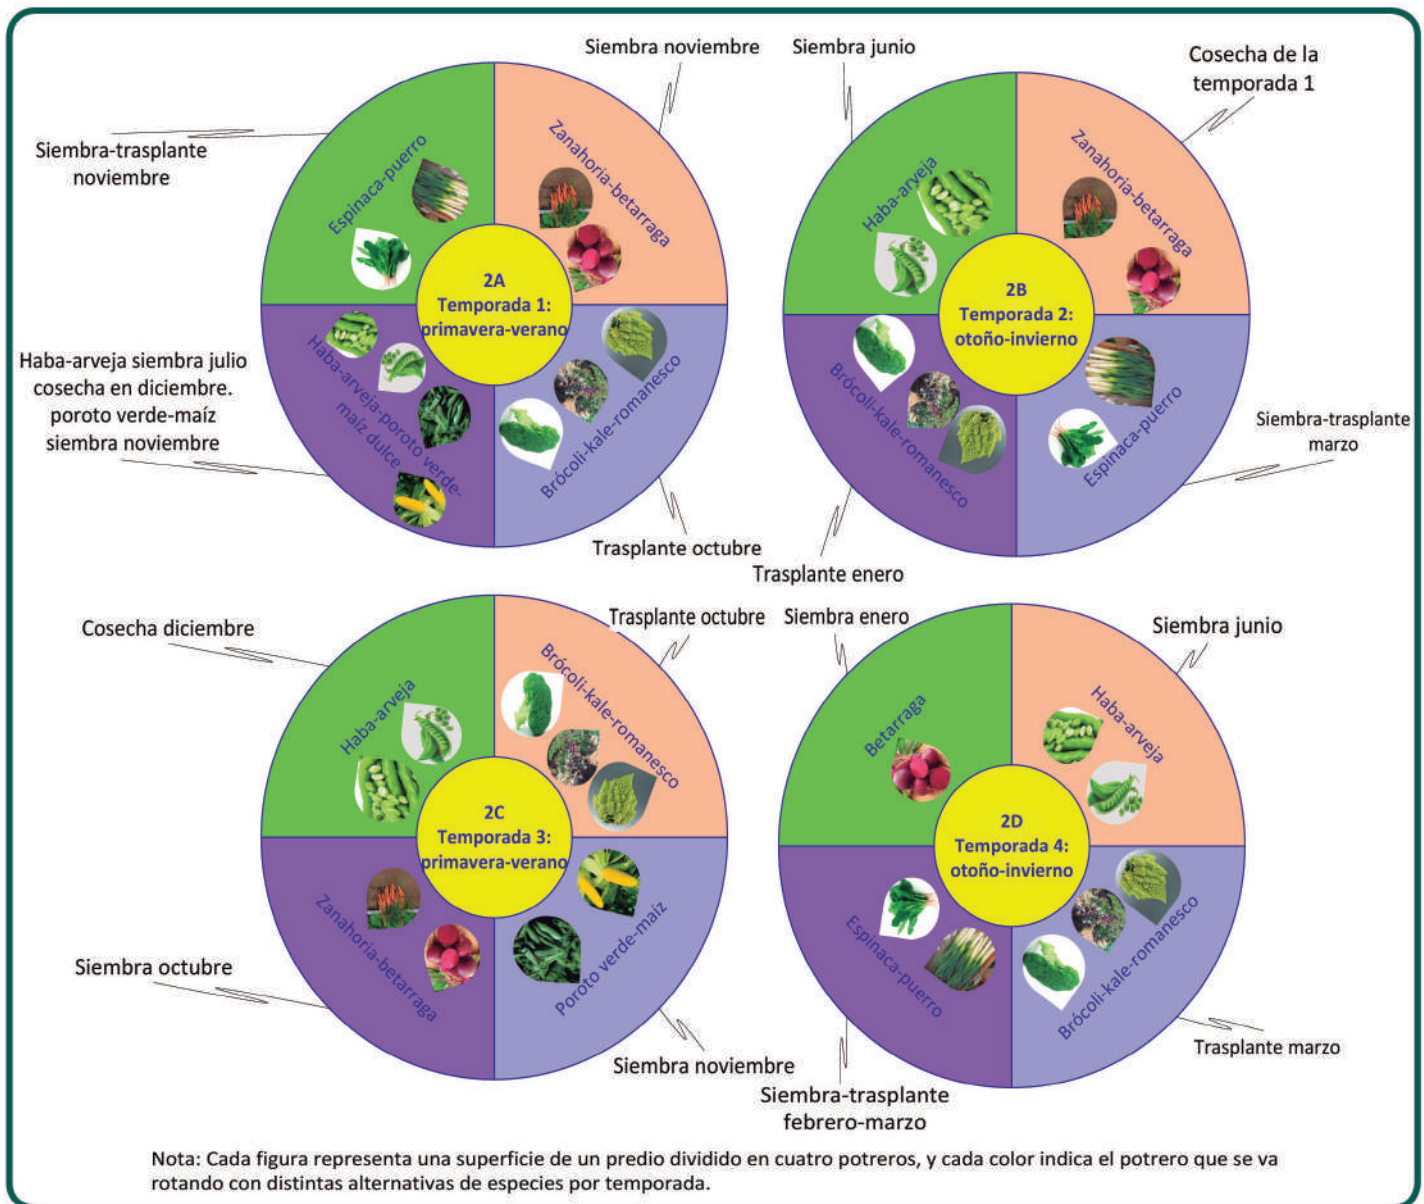 Siembra noviembre
Siembra-trasplante
noviembre
Espinaca-puerro
Zanahoria-betarraga
2A
Temporada 1:
primavera-verano
Haba-arveja siembra julio
cosecha en diciembre.
poroto verde-maíz
siembra noviembre
Haba-arveja-poroto verde-
maíz dulce
Brócoli-kale-romanesco
Trasplante octubre
Siembra junio
Cosecha de la
temporada 1
Haba-arveja
Zanahoria-betarraga
2B
Temporada 2:
otoño-invierno
Brócoli-kale-romanesco
Espinaca-puerro
Siembra-trasplante
marzo
Trasplante enero
Cosecha diciembre
Trasplante octubre
Haba-arveja
Brócoli-kale-romanesco
2C
Temporada 3:
primavera-verano
Zanahoria-betarraga
Poroto verde-maíz
Siembra octubre
Siembra noviembre
Siembra enero
Siembra junio
Betarraga
Haba-arveja
2D
Temporada 4:
otoño-invierno
Espinaca-puerro
Brócoli-kale-romanesco
Trasplante marzo
Siembra-trasplante
febrero-marzo
Nota: Cada figura representa una superficie de un predio dividido en cuatro potreros, y cada color indica el potrero que se va
rotando con distintas alternativas de especies por temporada.